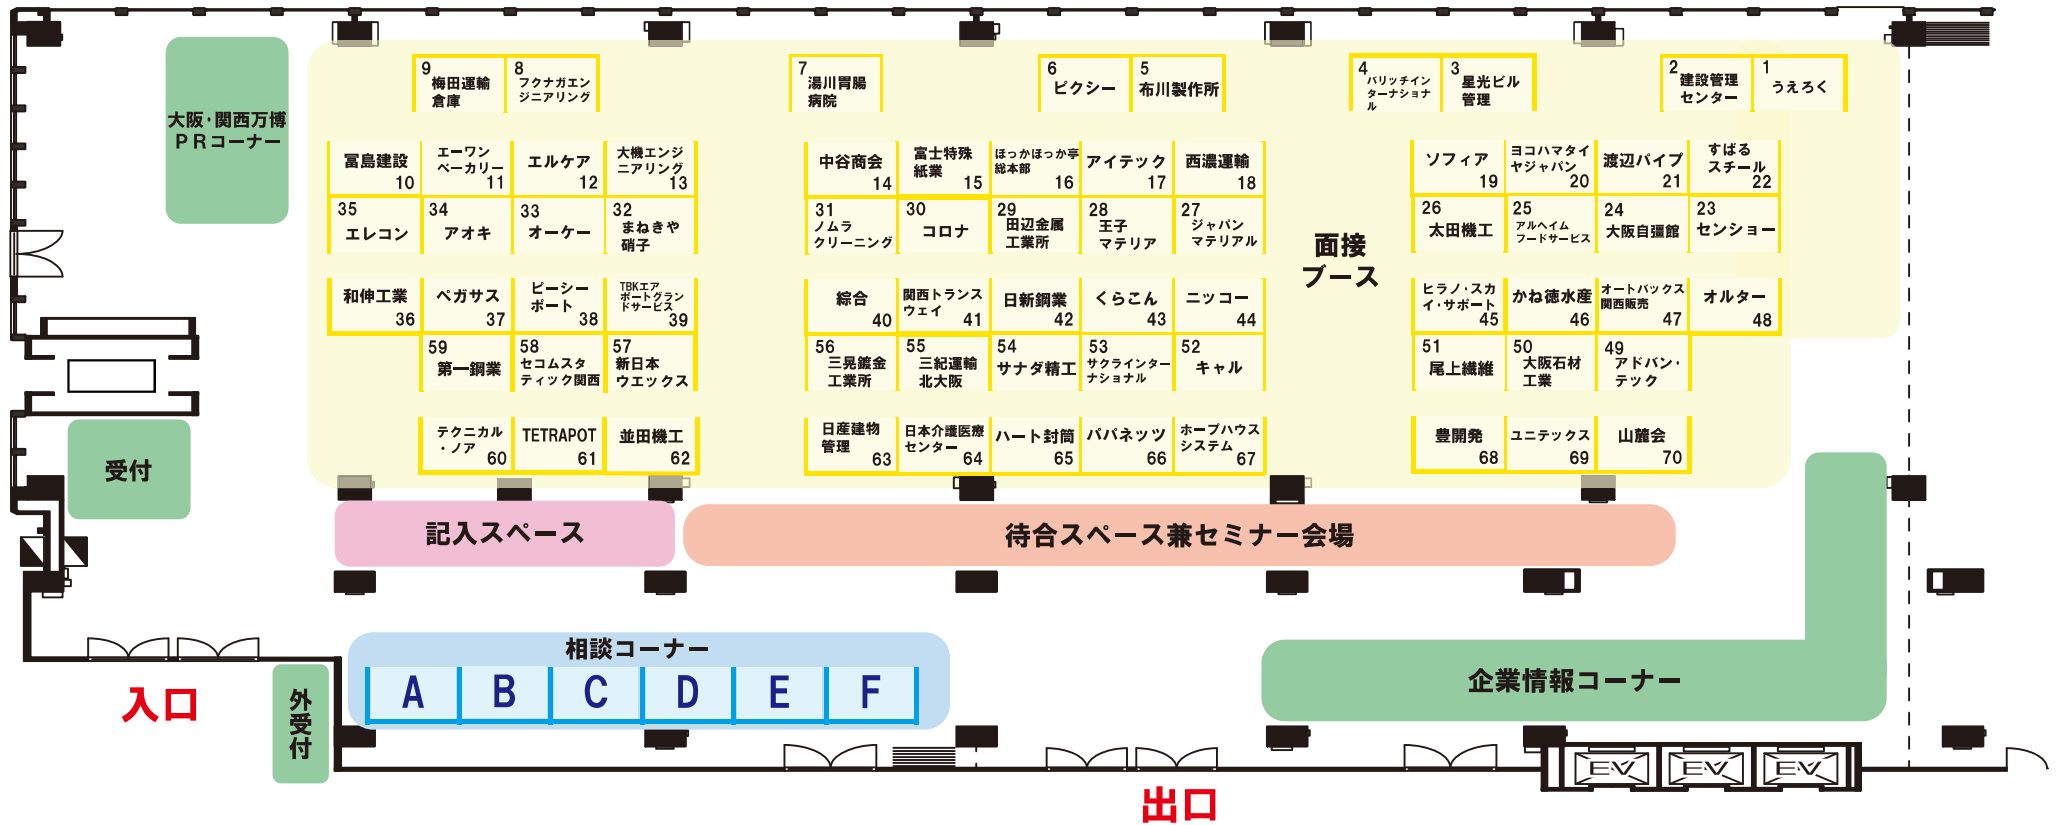 9
梅田運輸
倉庫
8
フクナガエン
ジニアリング
7
湯川胃腸
病院
6
ピクシー
5
布川製作所
4
バリッチイン
ターナショナ
ル
3
星光ビル
管理
2
建設管理
センター
1
うえろく
大阪・関西万博
PRコーナー
冨島建設
10
エーワン
ベーカリー
11
エルケア
12
大機エンジ
ニアリング
13
中谷商会
14
富士特殊
紙業
15
ほっかほっか亭
総本部
16
アイテック
17
西濃運輸
18
ソフィア
19
ヨコハマタイ
ヤジャパン
20
渡辺パイプ
21
すばる
スチール
22
35
エレコン
34
アオキ
33
オーケー
32
まねきや
硝子
31
ノムラ
クリーニング
30
コロナ
29
田辺金属
工業所
28
王子
マテリア
27
ジャパン
マテリアル
面接
ブース
26
太田機工
25
アルヘイム
フードサービス
24
大阪自彊館
23
センショー
和伸工業
36
ペガサス
37
ピーシー
ポート
38
TBKエア
ポートグラン
ドサービス
39
綜合
40
関西トランス
ウェイ
41
日新鋼業
42
くらこん
43
ニッコー
44
ヒラノ・スカ
イ・サポート
45
かね徳水産
46
オートバックス
関西販売
47
オルター
48
59
第一鋼業
58
セコムスタ
ティック関西
57
新日本
ウエックス
56
三晃鍍金
工業所
55
三紀運輸
北大阪
54
サナダ精工
53
サクラインター
ナショナル
52
キャル
51
尾上繊維
50
大阪石材
工業
49
アドバン・
テック
テクニカル
・ノア
60
TETRAPOT
61
並田機工
62
日産建物
管理
63
日本介護医療
センター
64
ハート封筒
65
パパネッツ
66
ホープハウス
システム
67
豊開発
68
ユニテックス
69
山麓会
70
受付
記入スペース
待合スペース兼セミナー会場
相談コーナー
A
B
C
D
E
F
企業情報コーナー
入口
外受付
EV
EV
EV
出口